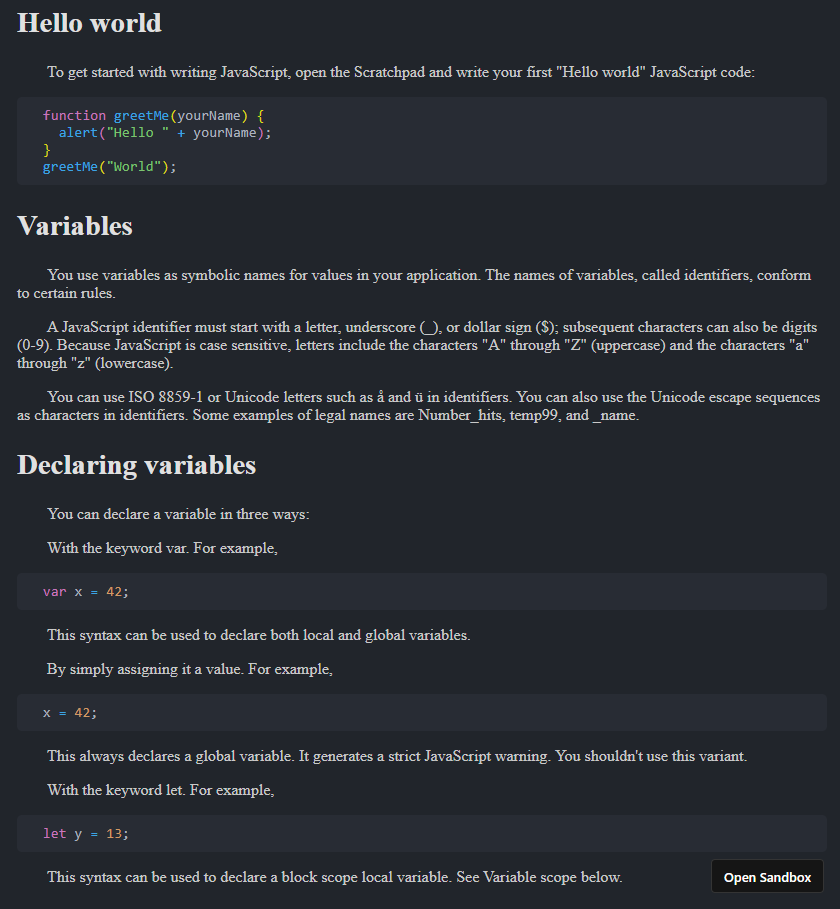 Hello world
To get started with writing JavaScript, open the Scratchpad and write your first "Hello world" JavaScript code:
function greetMe(yourName) {
  alert("Hello " + yourName);
}
greetMe("World");
Variables
You use variables as symbolic names for values in your application. The names of variables, called identifiers, conform
to certain rules.
A JavaScript identifier must start with a letter, underscore (_), or dollar sign ($); subsequent characters can also be digits
(0-9). Because JavaScript is case sensitive, letters include the characters "A" through "Z" (uppercase) and the characters "a"
through "z" (lowercase).
You can use ISO 8859-1 or Unicode letters such as å and ü in identifiers. You can also use the Unicode escape sequences
as characters in identifiers. Some examples of legal names are Number_hits, temp99, and _name.
Declaring variables
You can declare a variable in three ways:
With the keyword var. For example,
var x = 42;
This syntax can be used to declare both local and global variables.
By simply assigning it a value. For example,
x = 42;
This always declares a global variable. It generates a strict JavaScript warning. You shouldn't use this variant.
With the keyword let. For example,
let y = 13;
This syntax can be used to declare a block scope local variable. See Variable scope below.
Open Sandbox